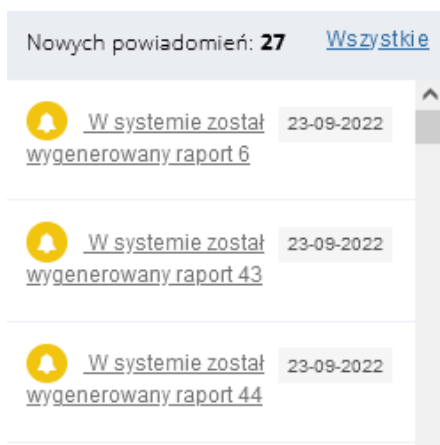 Nowych powiadomień: 27 Wszystkie
W systemie został 23-09-2022
wygenerowany raport 6
W systemie został 23-09-2022
wygenerowany raport 43
W systemie został 23-09-2022
wygenerowany raport 44